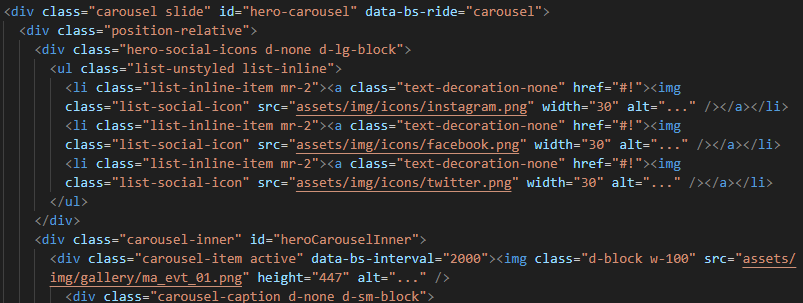 <div class="carousel slide" id="hero-carousel" data-bs-ride="carousel">
<div class="position-relative">
<div class="hero-social-icons d-none d-lg-block">
<ul class="list-unstyled list-inline">
<li class="list-inline-item mr-2"><a class="text-decoration-none" href="#!"><img
class="list-social-icon" src="assets/img/icons/instagram.png" width="30" alt="..." /></a></li>
<li class="list-inline-item mr-2"><a class="text-decoration-none" href="#!"><img
class="list-social-icon" src="assets/img/icons/facebook.png" width="30" alt="..." /></a></li>
<li class="list-inline-item mr-2"><a class="text-decoration-none" href="#!"><img
class="list-social-icon" src="assets/img/icons/twitter.png" width="30" alt="..." /></a></li>
</ul>
</div>
<div class="carousel-inner" id="heroCarouselInner">
<div class="carousel-item active" data-bs-interval="2000"><img class="d-block w-100" src="assets/
img/gallery/ma_evt_01.png" height="447" alt="..." />
<div class="carousel-caption d-none d-sm-block">